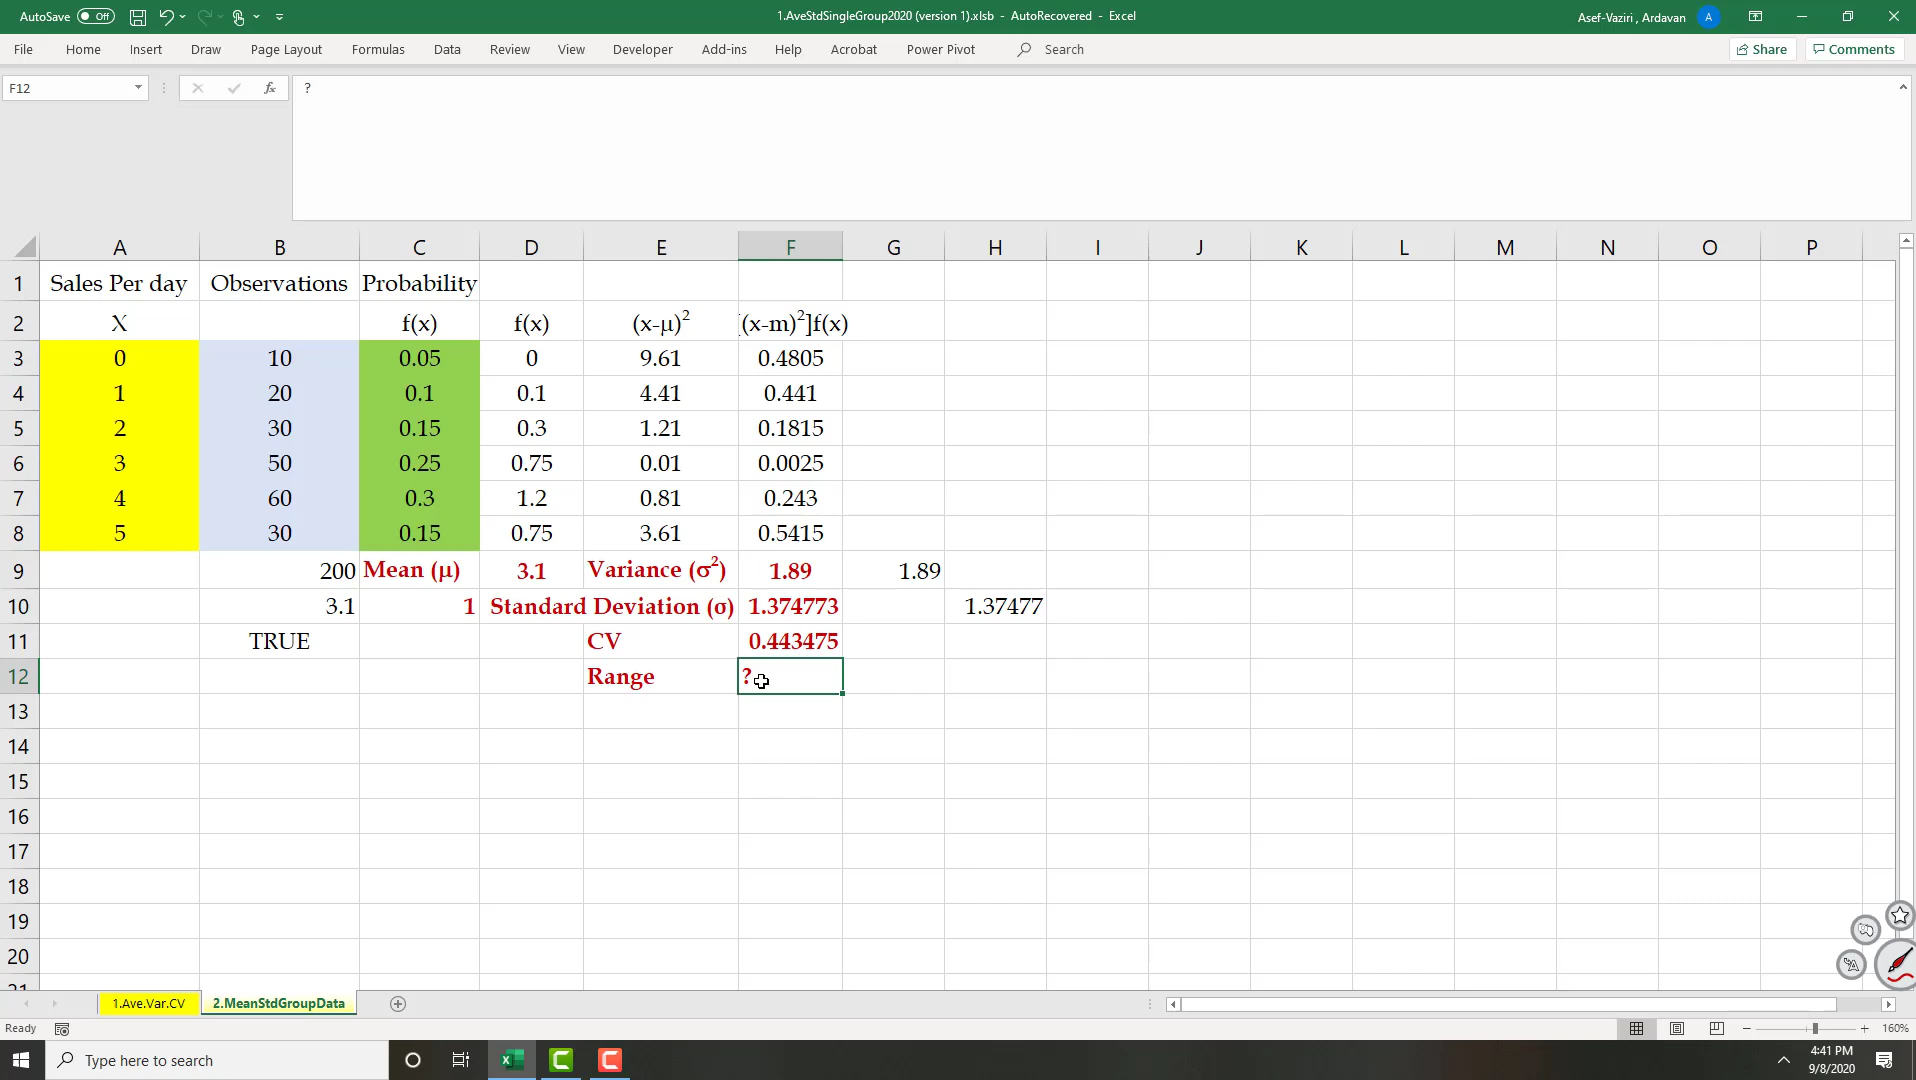 AutoSave Off 1.AveStdSingleGroup2020 (version 1).xlsb - AutoRecovered - Excel Asef-Vaziri , Ardavan A
File Home Insert Draw Page Layout Formulas Data Review View Developer Add-ins Help Acrobat Power Pivot Search Share Comments
F12 fx ?
A B C D E F G H I J K L M N O P
1 Sales Per day Observations Probability
2 X f(x) f(x) (x-μ)² [(x-m)²]f(x)
3 0 10 0.05 0 9.61 0.4805
4 1 20 0.1 0.1 4.41 0.441
5 2 30 0.15 0.3 1.21 0.1815
6 3 50 0.25 0.75 0.01 0.0025
7 4 60 0.3 1.2 0.81 0.243
8 5 30 0.15 0.75 3.61 0.5415
9 200 Mean (μ) 3.1 Variance (σ²) 1.89 1.89
10 3.1 1 Standard Deviation (σ) 1.374773 1.37477
11 TRUE CV 0.443475
12 Range ?
13
14
15
16
17
18
19
20
21
1.Ave.Var.CV 2.MeanStdGroupData
Ready 160%
Type here to search 4:41 PM
9/8/2020